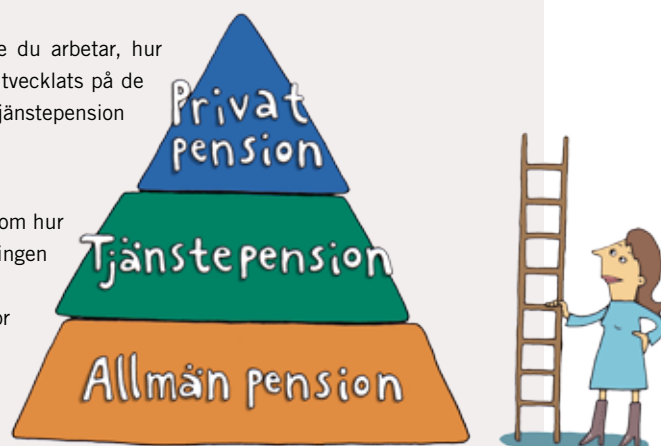 e du arbetar, hur
tvecklats på de
jänstepension
om hur
ingen
or
Privat
pension
Tjänstepension
Allmän pension